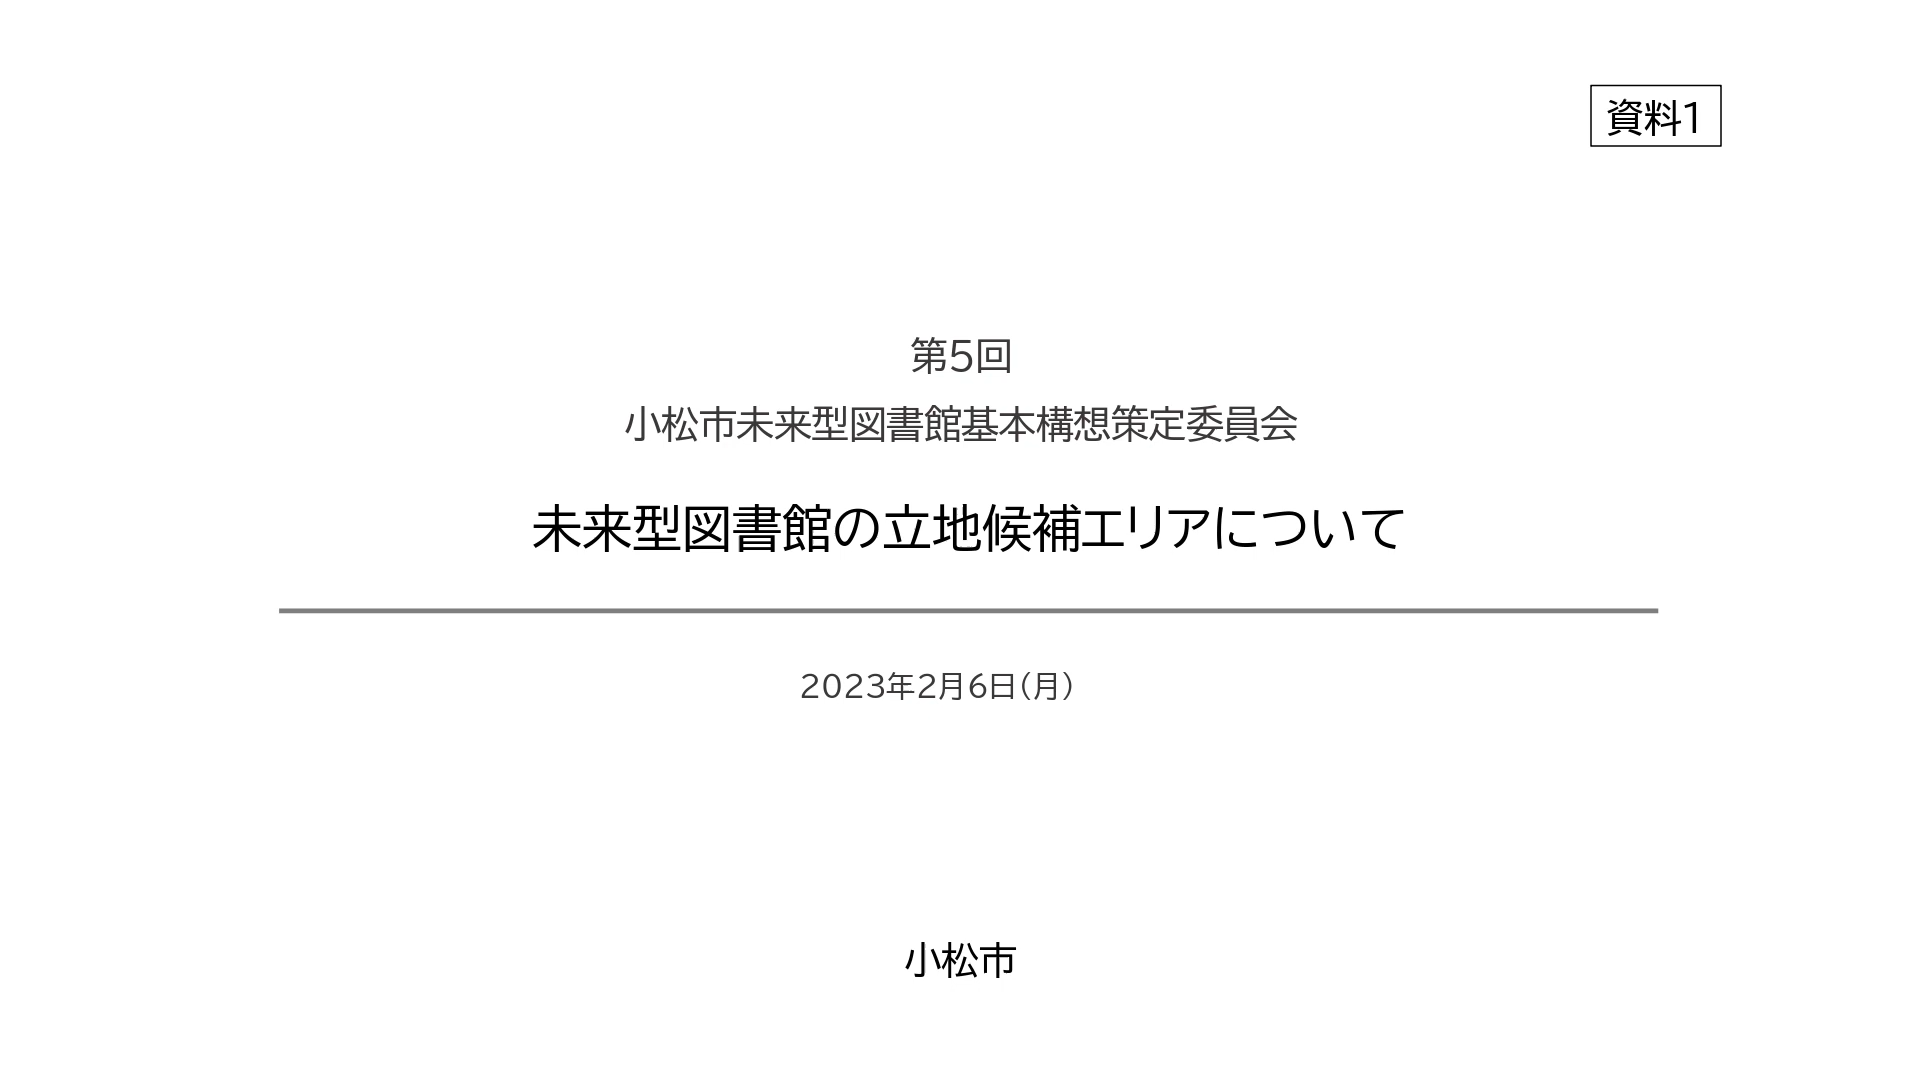 資料1
第5回
小松市未来型図書館基本構想策定委員会
未来型図書館の立地候補エリアについて
2023年2月6日(月)
小松市